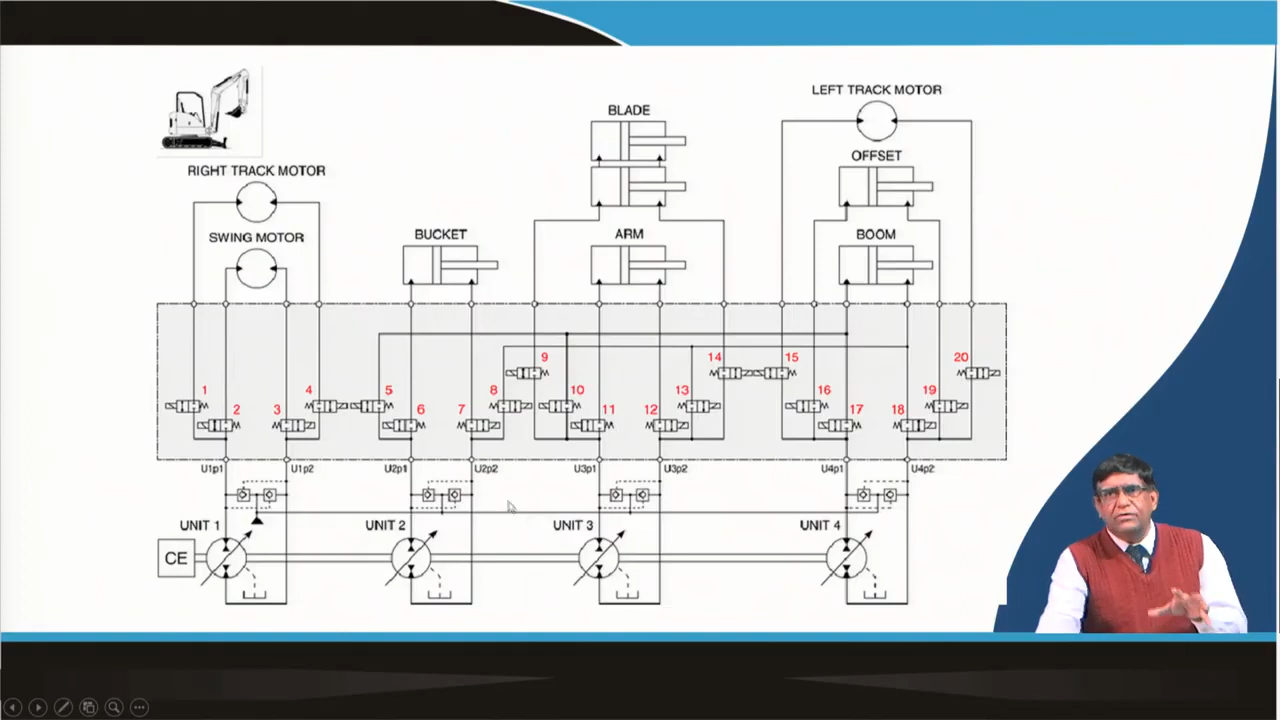 LEFT TRACK MOTOR
BLADE
OFFSET
RIGHT TRACK MOTOR
SWING MOTOR
BUCKET
ARM
BOOM
9
14
15
20
1
4
5
8
10
13
16
19
2
3
6
7
11
12
17
18
U1p1
U1p2
U2p1
U2p2
U3p1
U3p2
U4p1
U4p2
UNIT 1
UNIT 2
UNIT 3
UNIT 4
CE